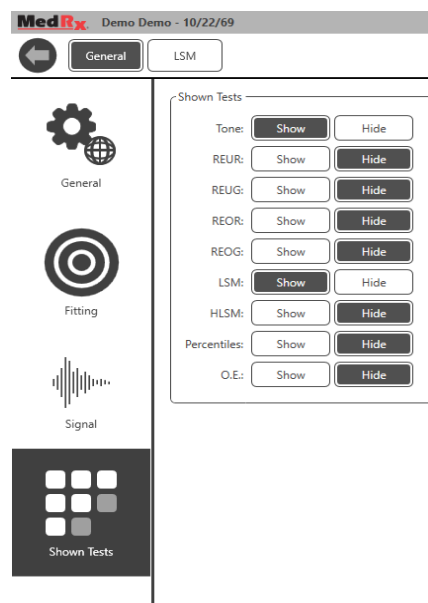 MedRx. Demo Demo - 10/22/69
General LSM
Shown Tests
Tone: Show Hide
REUR: Show Hide
General
REUG: Show Hide
REOR: Show Hide
REOG: Show Hide
LSM: Show Hide
Fitting
HLSM: Show Hide
Percentiles: Show Hide
O.E.: Show Hide
Signal
Shown Tests